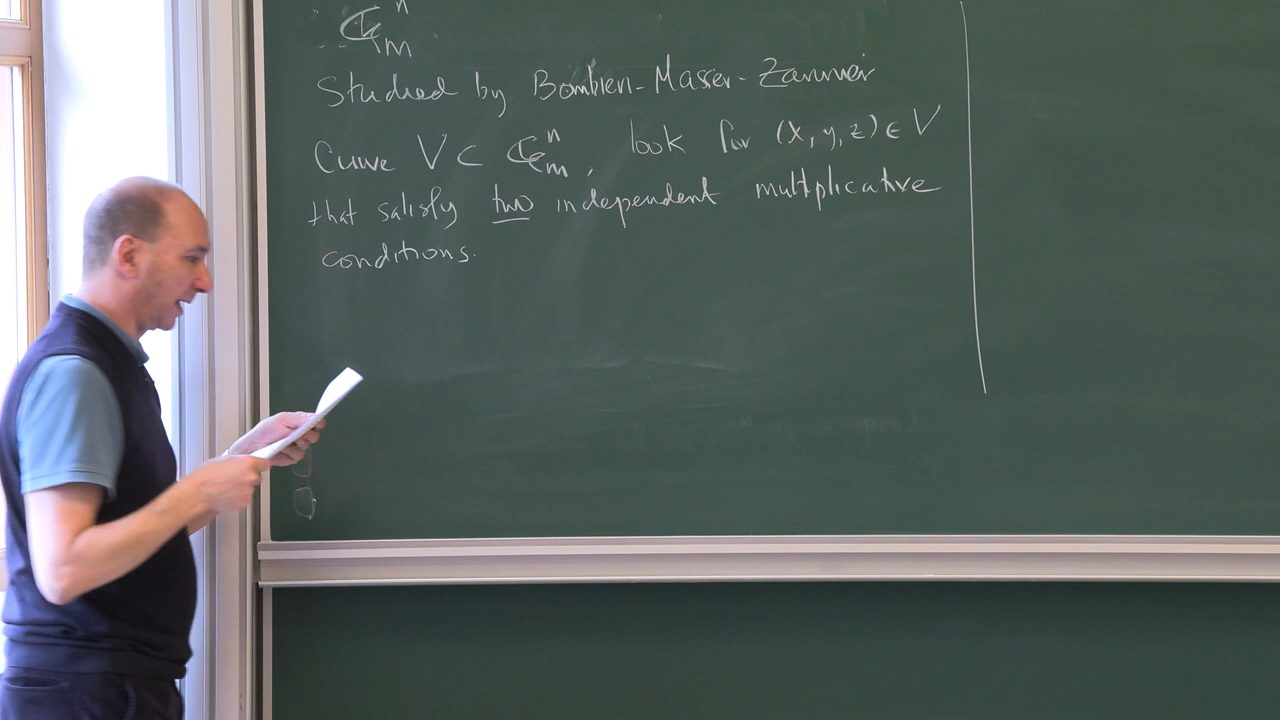 𝔾ₘⁿ
Studied by Bombieri-Masser-Zannier
Curve V ⊂ 𝔾ₘⁿ, look for (x, y, z) ∈ V
that satisfy two independent multiplicative
conditions.